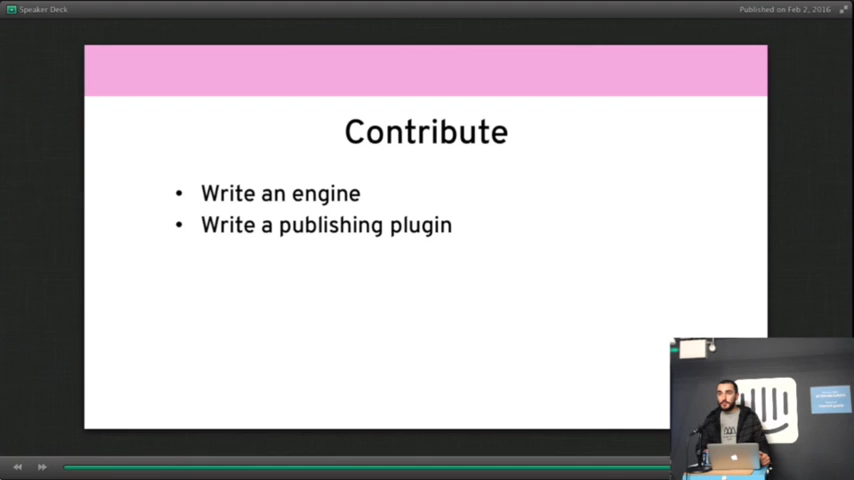 Speaker Deck
Published on Feb 2, 2016
Contribute
• Write an engine
• Write a publishing plugin